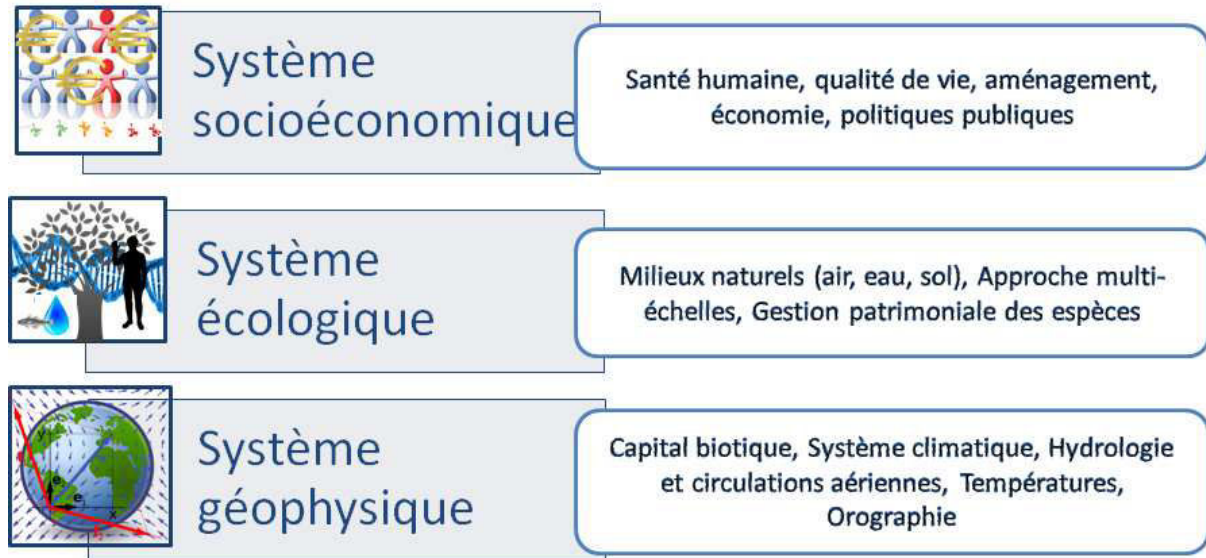 Système
socioéconomique
Santé humaine, qualité de vie, aménagement,
économie, politiques publiques
Système
écologique
Milieux naturels (air, eau, sol), Approche multi-
échelles, Gestion patrimoniale des espèces
Système
géophysique
Capital biotique, Système climatique, Hydrologie
et circulations aériennes, Températures,
Orographie
y
e
e
x